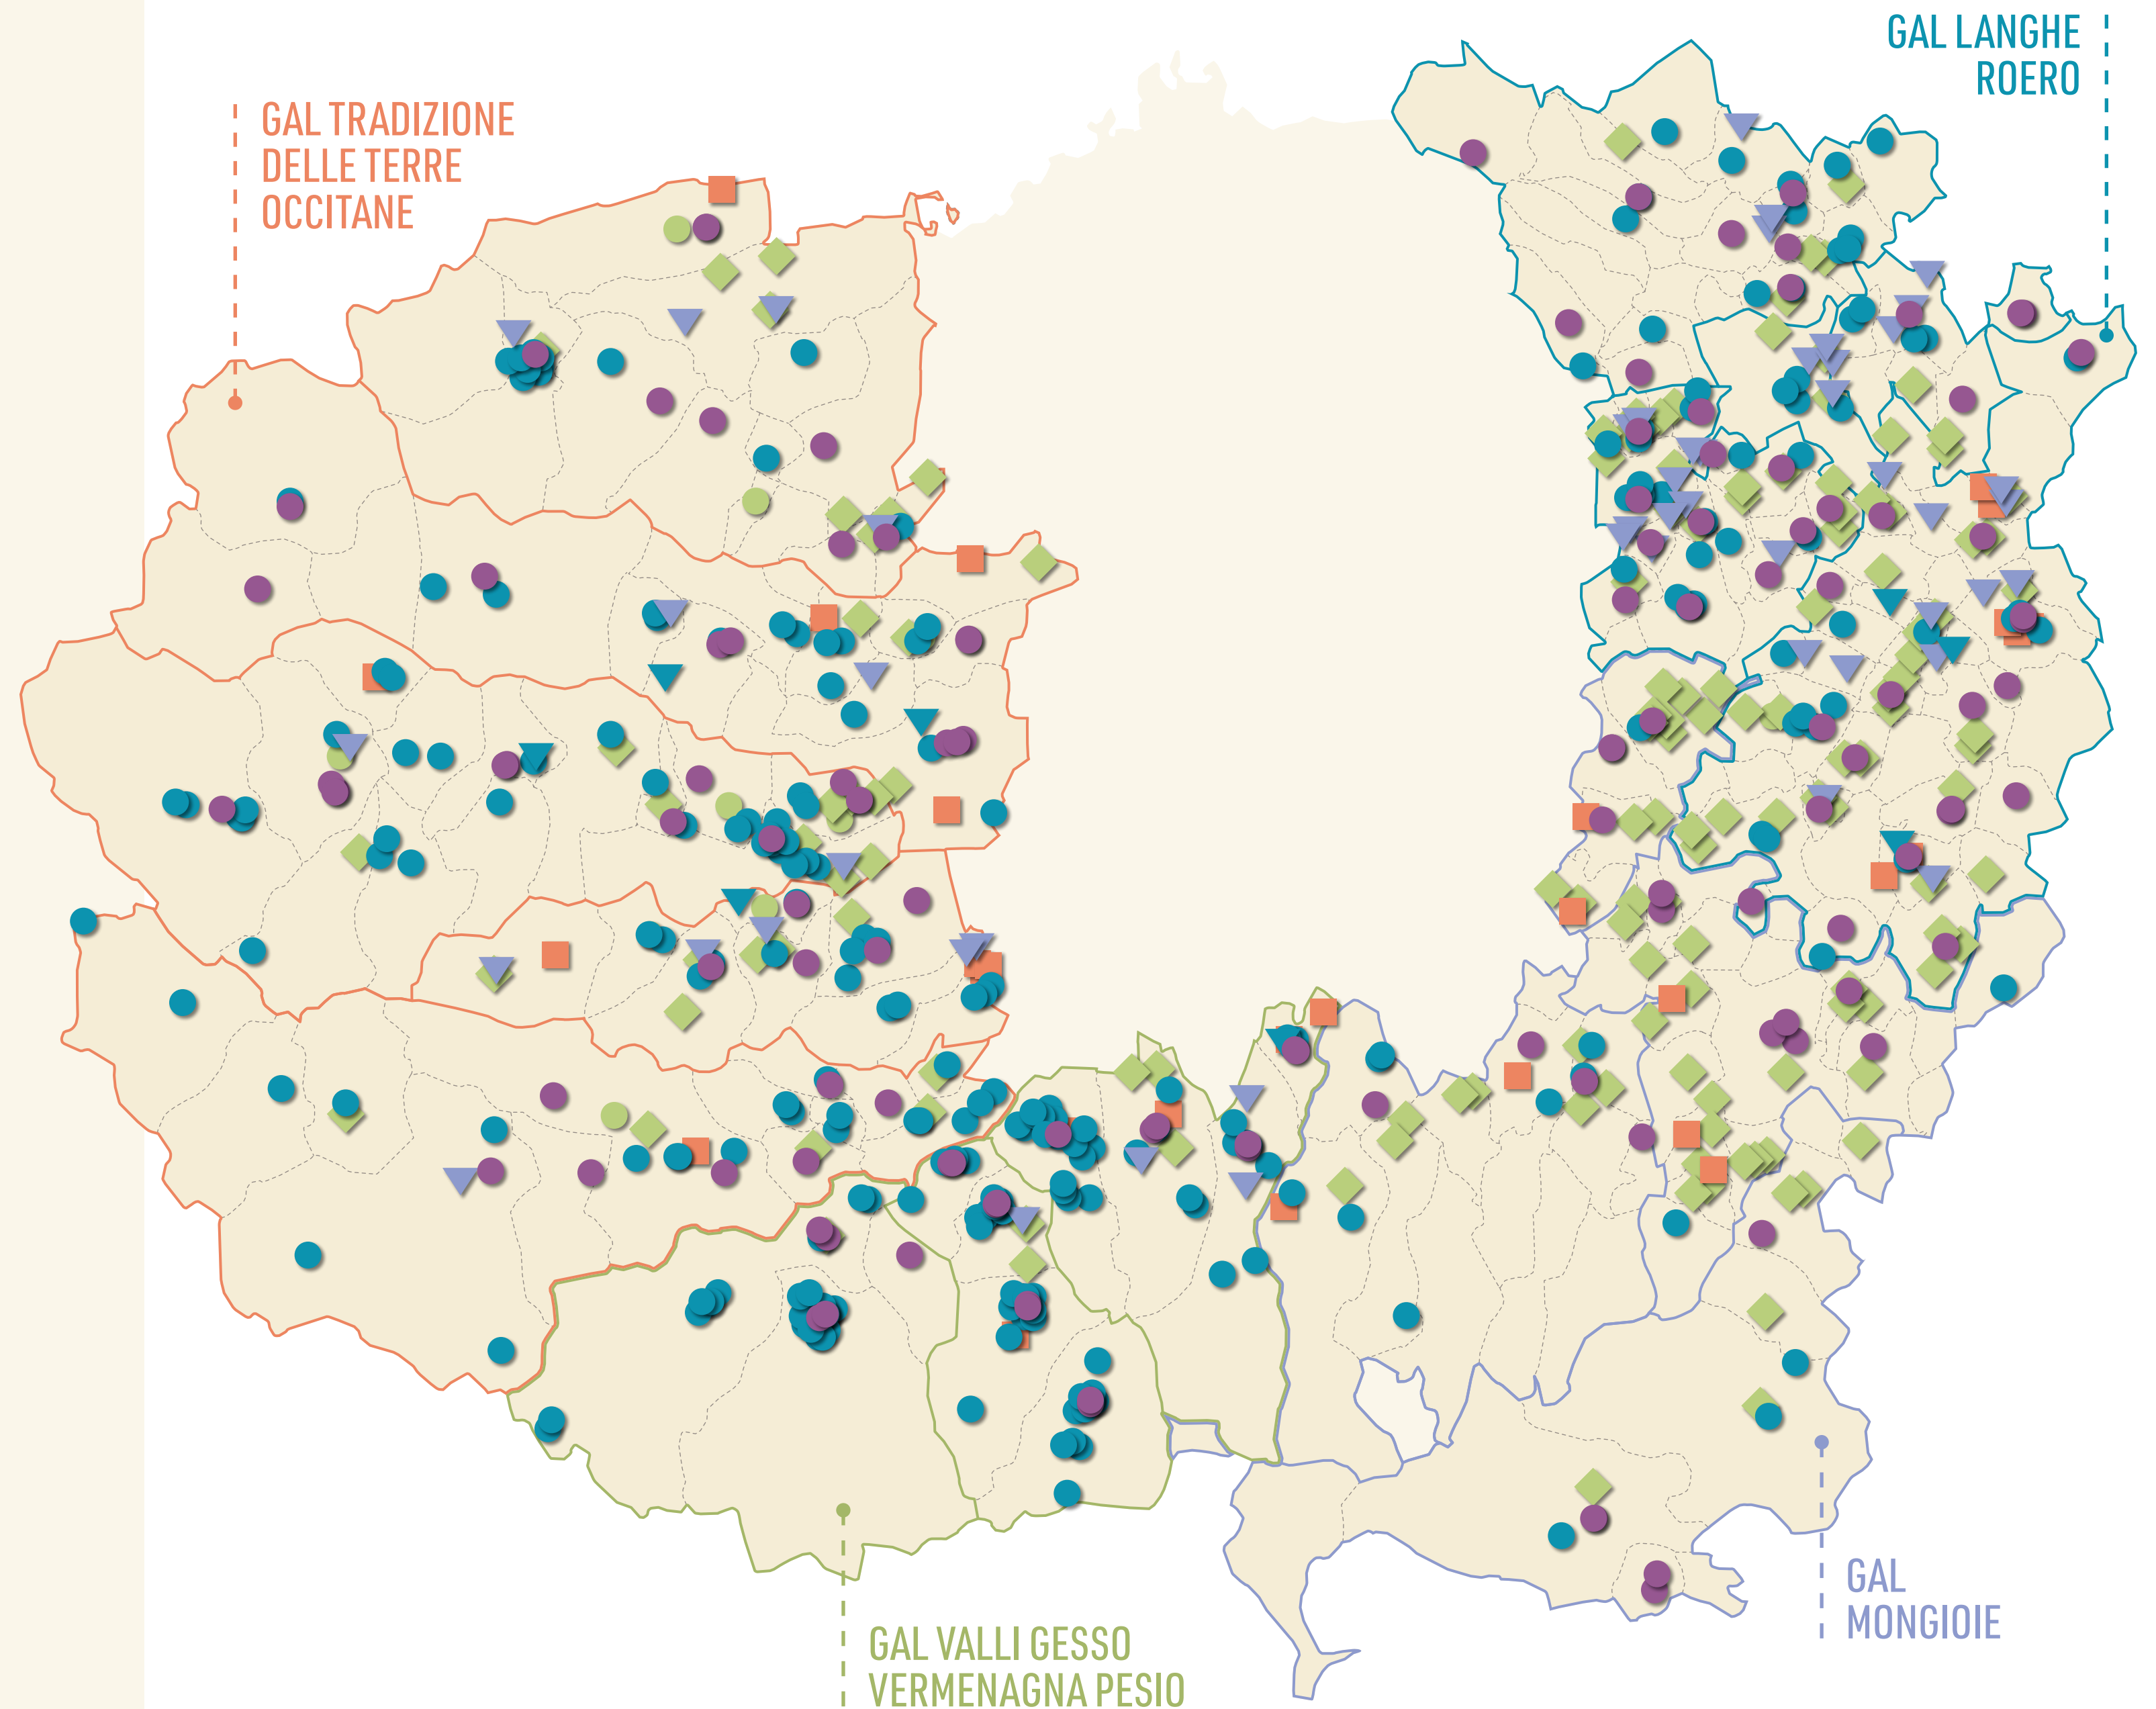 GAL LANGHE
ROERO
GAL TRADIZIONE
DELLE TERRE
OCCITANE
GAL
MONGIOIE
GAL VALLI GESSO
VERMENAGNA PESIO